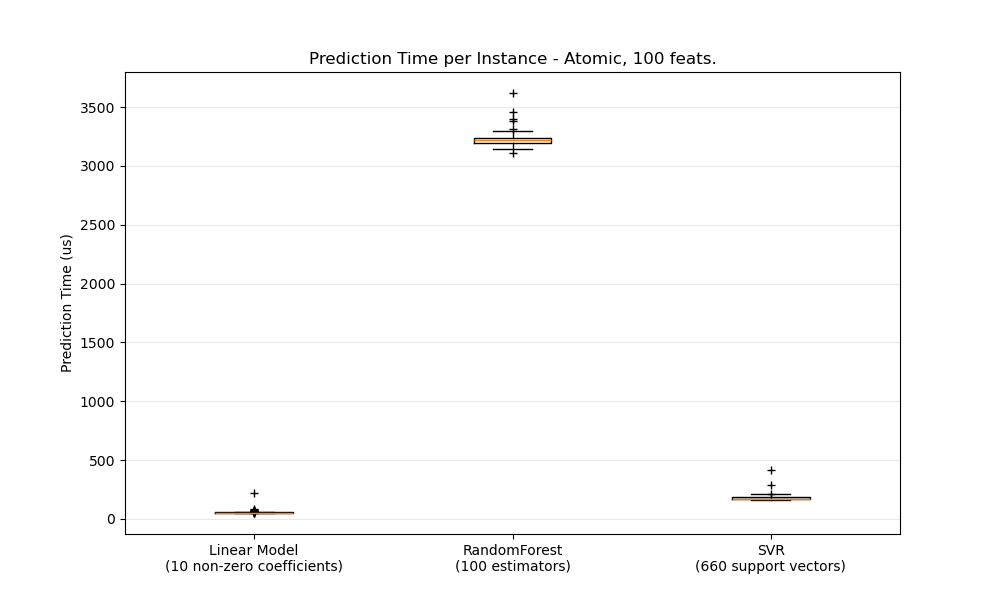 Prediction Time per Instance - Atomic, 100 feats.
Prediction Time (us)
3500
3000
2500
2000
1500
1000
500
0
Linear Model
(10 non-zero coefficients)
RandomForest
(100 estimators)
SVR
(660 support vectors)